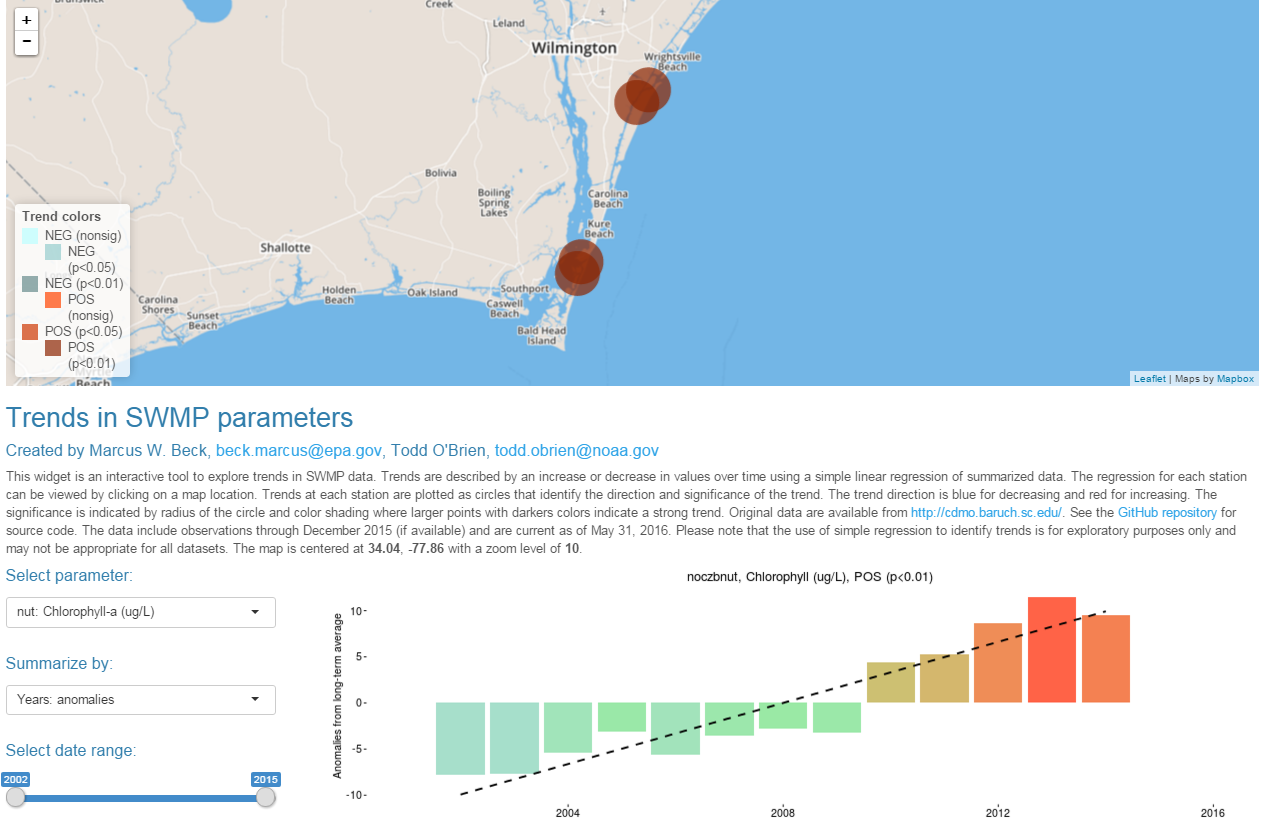 Brunswick
Creek
+
−
Leland
Wilmington
Wrightsville
Beach
Bolivia
Boiling
Spring
Lakes
Carolina
Beach
Kure
Beach
Shallotte
Holden
Beach
Oak Island
Southport
Caswell
Beach
Bald Head
Island
Carolina
Shores
Sunset
Beach
Trend colors
NEG (nonsig)
NEG
(p<0.05)
NEG (p<0.01)
POS
(nonsig)
POS (p<0.05)
POS
(p<0.01)
Myrtle
Beach
Leaflet | Maps by Mapbox
Trends in SWMP parameters
Created by Marcus W. Beck, beck.marcus@epa.gov, Todd O'Brien, todd.obrien@noaa.gov
This widget is an interactive tool to explore trends in SWMP data. Trends are described by an increase or decrease in values over time using a simple linear regression of summarized data. The regression for each station
can be viewed by clicking on a map location. Trends at each station are plotted as circles that identify the direction and significance of the trend. The trend direction is blue for decreasing and red for increasing. The
significance is indicated by radius of the circle and color shading where larger points with darkers colors indicate a strong trend. Original data are available from http://cdmo.baruch.sc.edu/. See the GitHub repository for
source code. The data include observations through December 2015 (if available) and are current as of May 31, 2016. Please note that the use of simple regression to identify trends is for exploratory purposes only and
may not be appropriate for all datasets. The map is centered at 34.04, -77.86 with a zoom level of 10.
Select parameter:
nut: Chlorophyll-a (ug/L)
Summarize by:
Years: anomalies
Select date range:
2002
2015
noczbnut, Chlorophyll (ug/L), POS (p<0.01)
Anomalies from long-term average
10-
5-
0-
-5-
-10-
2004
2008
2012
2016